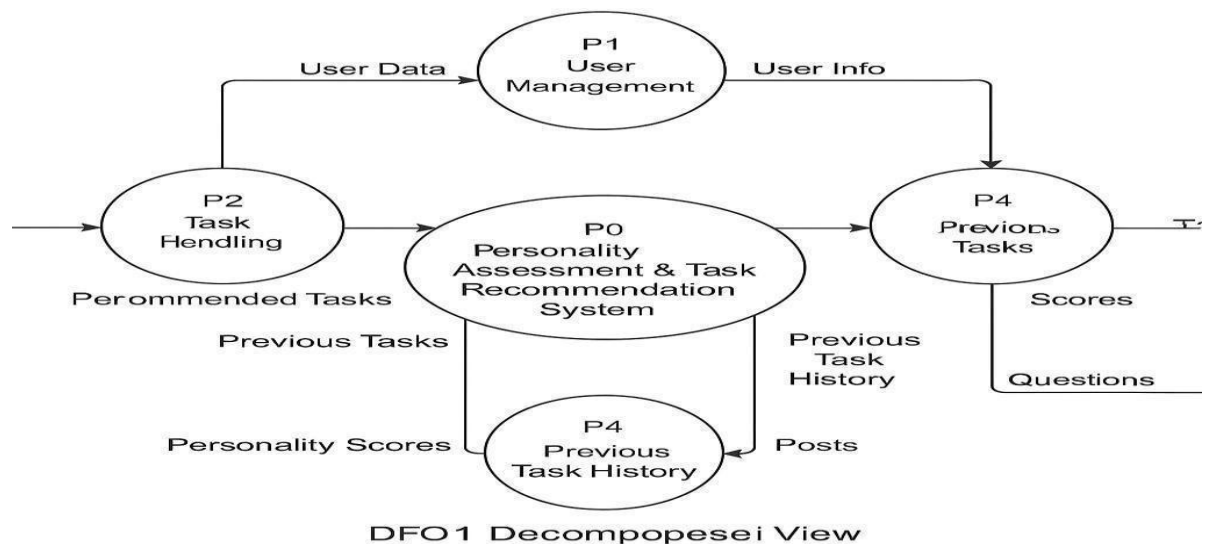 P1
User
Management
User Data
User Info
P2
Task
Hendling
P0
Personality
Assessment & Task
Recommendation
System
P4
Previons
Tasks
Perommended Tasks
Scores
Previous Tasks
Previous
Task
History
Questions
Personality Scores
P4
Previous
Task History
Posts
DFO1 Decompopesei View